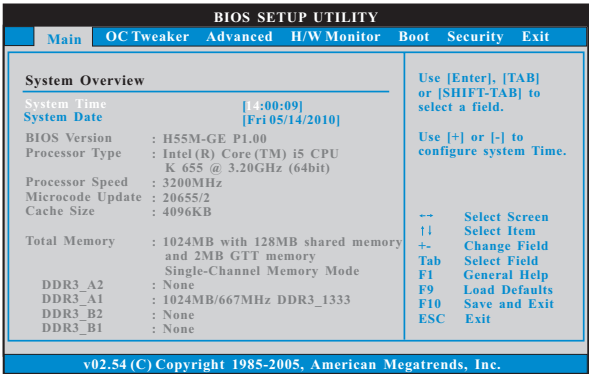 BIOS SETUP UTILITY
Main OC Tweaker Advanced H/W Monitor Boot Security Exit
System Overview
System Time [14:00:09]
System Date [Fri 05/14/2010]
BIOS Version : H55M-GE P1.00
Processor Type : Intel (R) Core (TM) i5 CPU
K 655 @ 3.20GHz (64bit)
Processor Speed : 3200MHz
Microcode Update : 20655/2
Cache Size : 4096KB
Total Memory : 1024MB with 128MB shared memory
and 2MB GTT memory
Single-Channel Memory Mode
DDR3_A2 : None
DDR3_A1 : 1024MB/667MHz DDR3_1333
DDR3_B2 : None
DDR3_B1 : None
Use [Enter], [TAB]
or [SHIFT-TAB] to
select a field.
Use [+] or [-] to
configure system Time.
←→ Select Screen
↑↓ Select Item
+- Change Field
Tab Select Field
F1 General Help
F9 Load Defaults
F10 Save and Exit
ESC Exit
v02.54 (C) Copyright 1985-2005, American Megatrends, Inc.